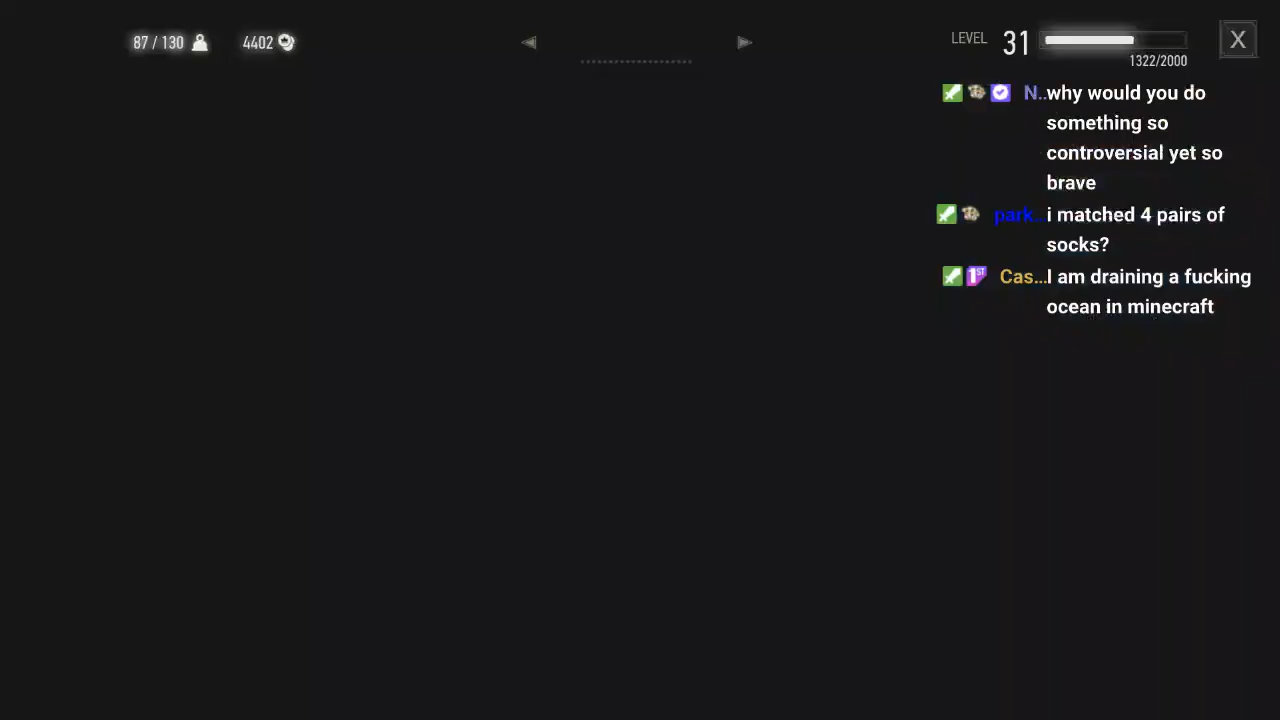 87 / 130 4402 LEVEL 31 X
1322/2000
N..why would you do
something so
controversial yet so
brave
park...i matched 4 pairs of
socks?
1ST Cas...I am draining a fucking
ocean in minecraft